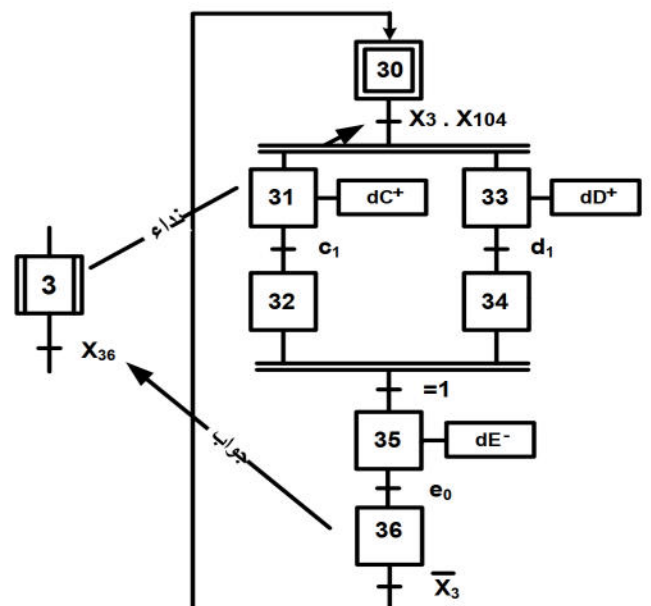 30
X₃ . X₁₀₄
31
dC⁺
33
dD⁺
نداء
c₁
d₁
3
32
34
X₃₆
=1
35
dE⁻
جواب
e₀
36
X̅₃